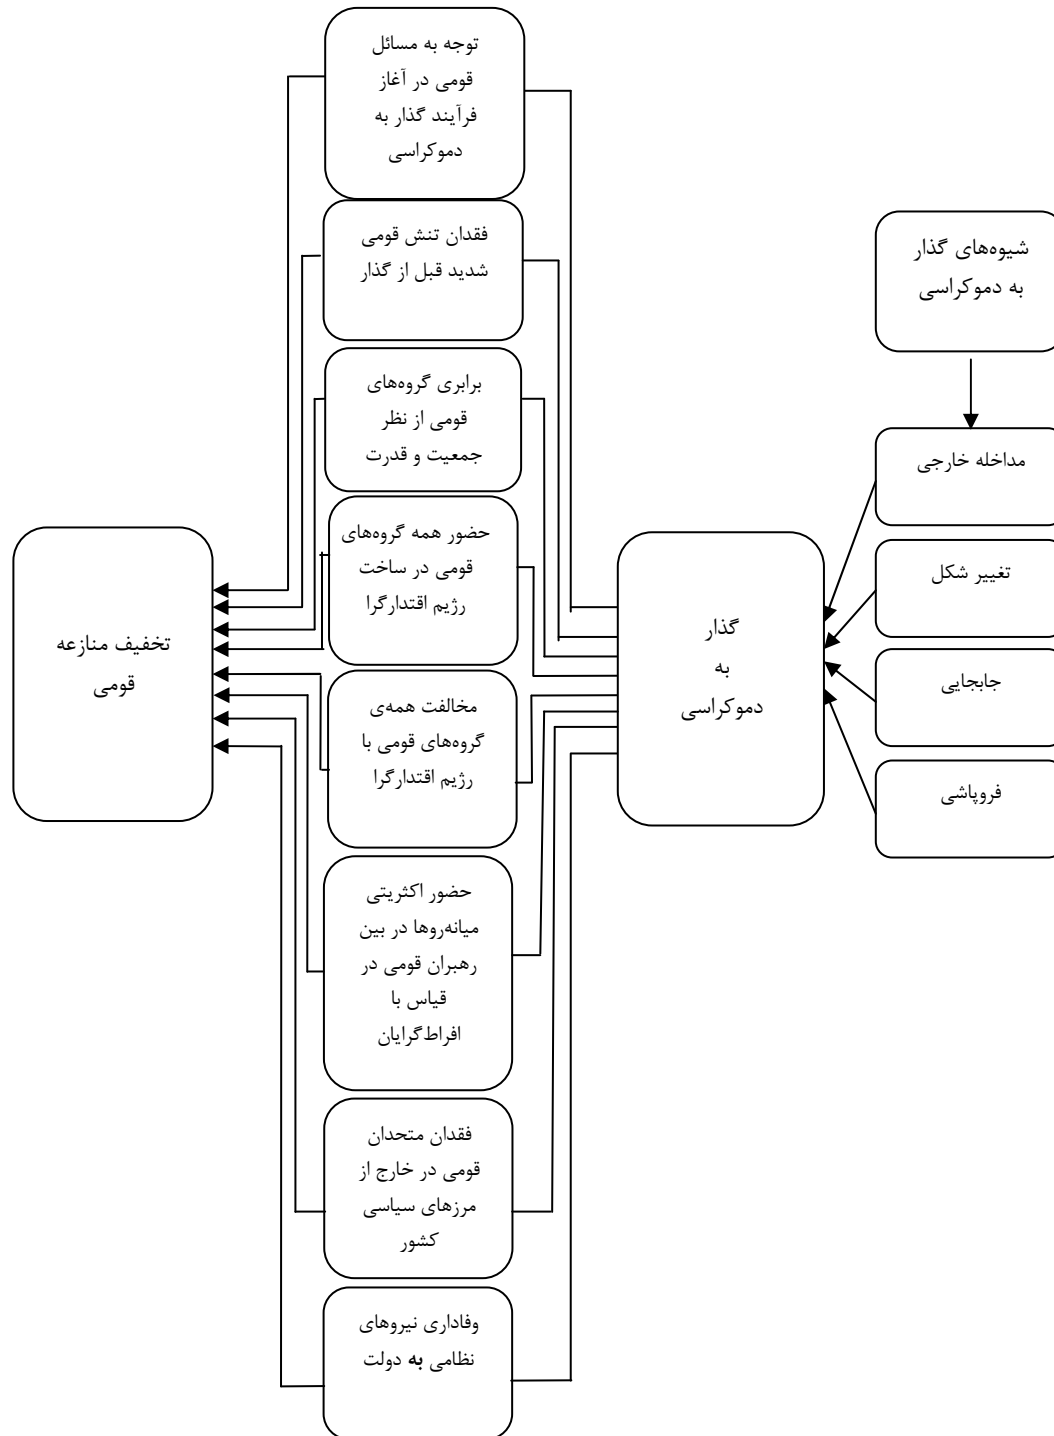 شیوه‌های گذار
به دموکراسی
مداخله خارجی
تغییر شکل
جابجایی
فروپاشی
گذار
به
دموکراسی
توجه به مسائل
قومی در آغاز
فرآیند گذار به
دموکراسی
فقدان تنش قومی
شدید قبل از گذار
برابری گروه‌های
قومی از نظر
جمعیت و قدرت
حضور همه گروه‌های
قومی در ساخت
رژیم اقتدارگرا
مخالفت همه‌ی
گروه‌های قومی با
رژیم اقتدارگرا
حضور اکثریتی
میانه‌روها در بین
رهبران قومی در
قیاس با
افراط‌گرایان
فقدان متحدان
قومی در خارج از
مرزهای سیاسی
کشور
وفاداری نیروهای
نظامی به دولت
تخفیف منازعه
قومی